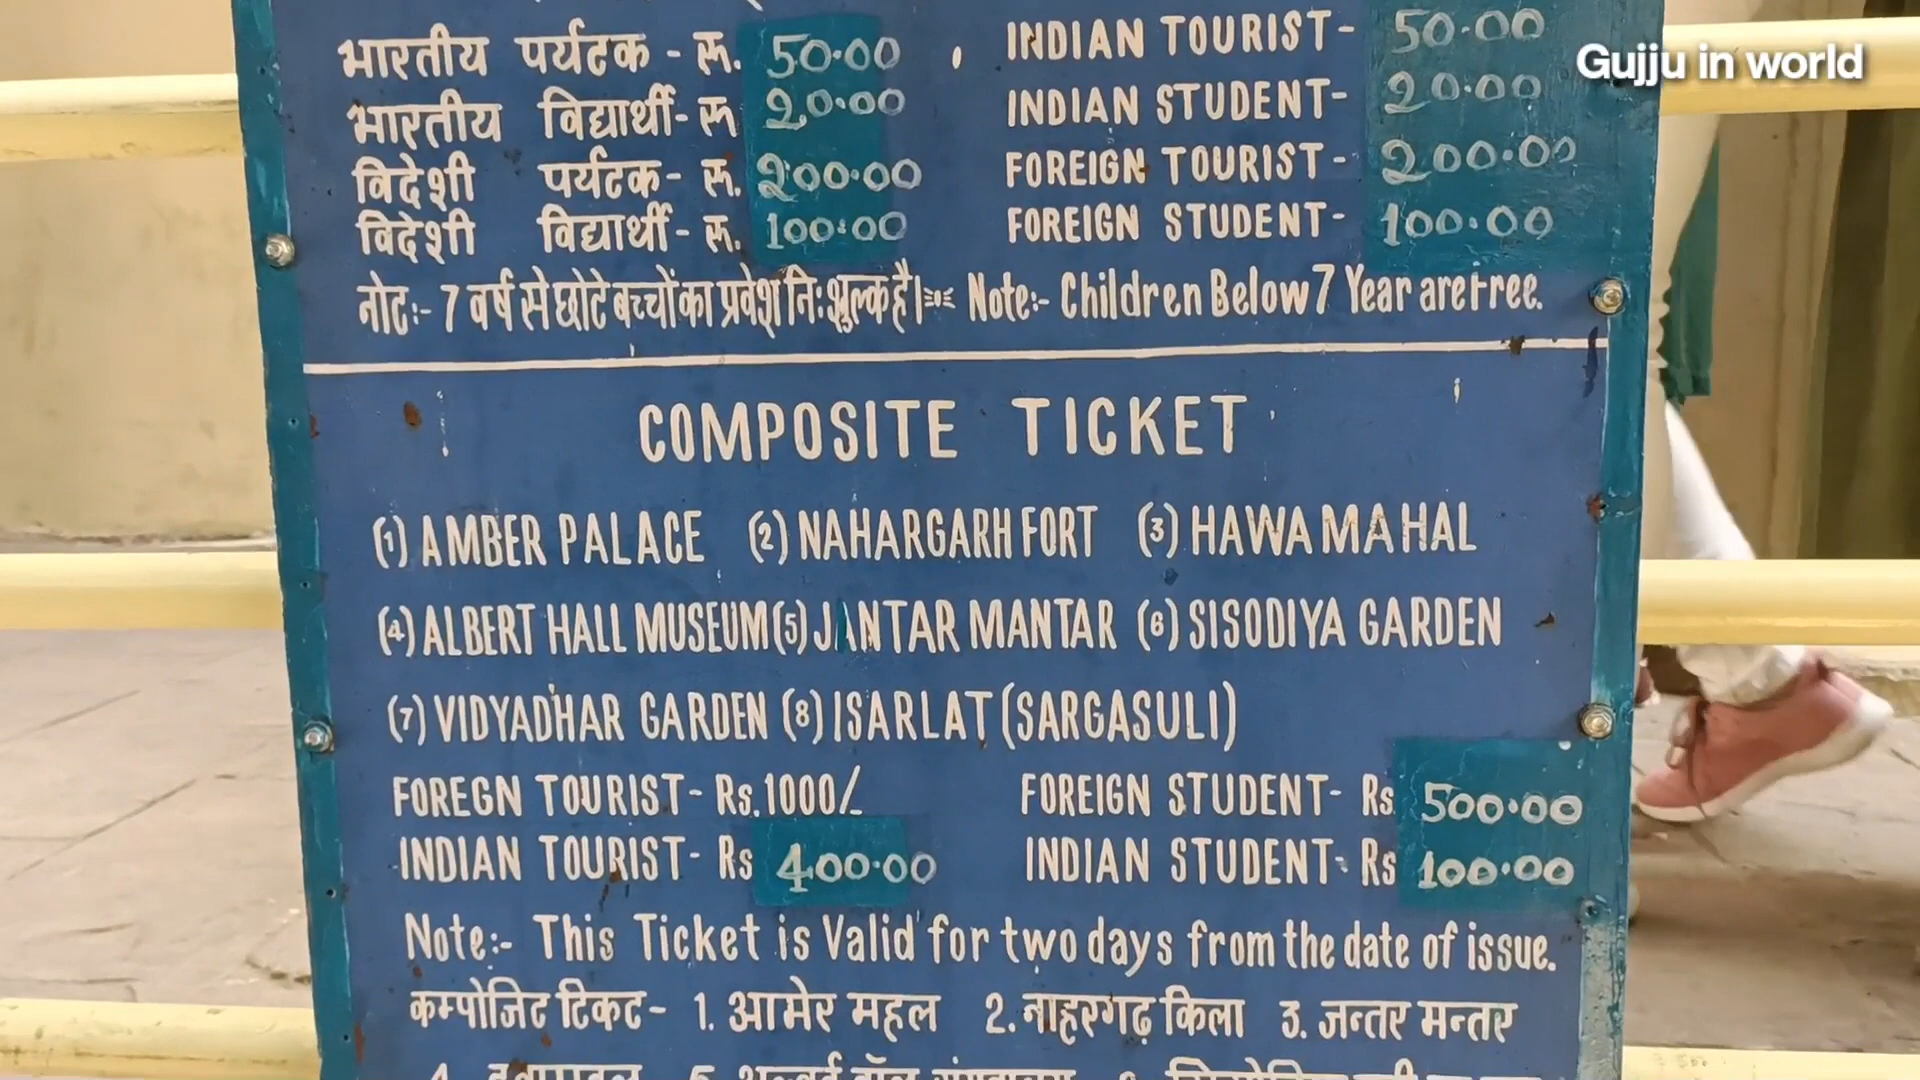 Gujju in world
भारतीय पर्यटक - रू. 50.00 INDIAN TOURIST- 50.00
भारतीय विद्यार्थी- रू 20.00 INDIAN STUDENT- 20.00
विदेशी पर्यटक- रू. 200.00 FOREIGN TOURIST- 200.00
विदेशी विद्यार्थी- रू. 100.00 FOREIGN STUDENT- 100.00
नोट:- 7 वर्ष से छोटे बच्चों का प्रवेश नि:शुल्क है। Note:- Children Below 7 Year are Free.
COMPOSITE TICKET
(1) AMBER PALACE (2) NAHARGARH FORT (3) HAWA MAHAL
(4) ALBERT HALL MUSEUM (5) JANTAR MANTAR (6) SISODIYA GARDEN
(7) VIDYADHAR GARDEN (8) ISARLAT (SARGASULI)
FOREGN TOURIST- Rs. 1000/- FOREIGN STUDENT- Rs 500.00
INDIAN TOURIST- Rs 400.00 INDIAN STUDENT- Rs 100.00
Note:- This Ticket is Valid for two days from the date of issue.
कम्पोजिट टिकट- 1. आमेर महल 2. नाहरगढ़ किला 3. जन्तर मन्तर